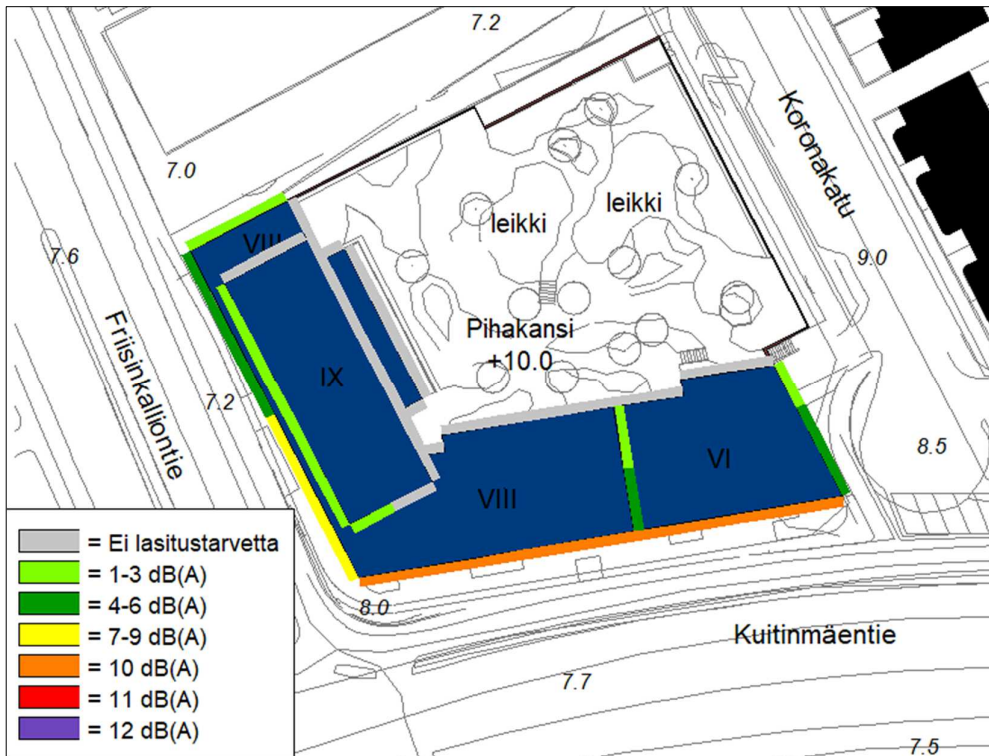 7.2
7.0
Koronakatu
7.6
leikki
leikki
VIII
9.0
Friisinkalliontie
Pihakansi
+10.0
IX
7.2
8.5
VI
VIII
= Ei lasitustarvetta
= 1-3 dB(A)
= 4-6 dB(A)
= 7-9 dB(A)
= 10 dB(A)
= 11 dB(A)
= 12 dB(A)
8.0
Kuitinmäentie
7.7
7.5